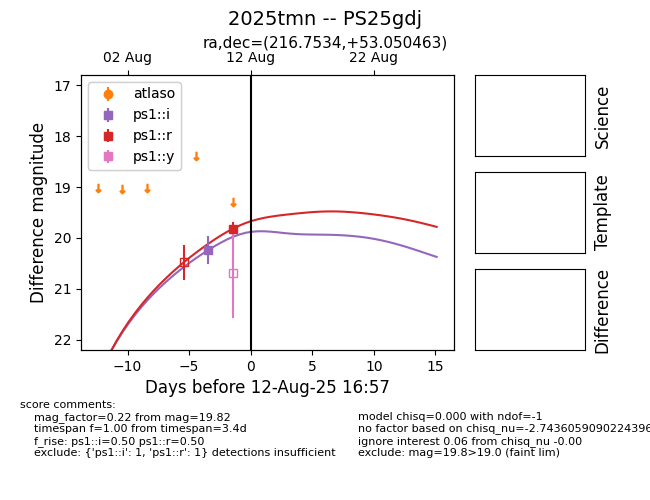 2025tmn -- PS25gdj
ra,dec=(216.7534,+53.050463)
02 Aug
12 Aug
22 Aug
atlaso
ps1::i
ps1::r
ps1::y
17
18
19
20
21
22
Difference magnitude
−10
−5
0
5
10
15
Days before 12-Aug-25 16:57
Science
Template
Difference
score comments:
mag_factor=0.22 from mag=19.82
timespan f=1.00 from timespan=3.4d
f_rise: ps1::i=0.50 ps1::r=0.50
exclude: {'ps1::i': 1, 'ps1::r': 1} detections insufficient
model chisq=0.000 with ndof=-1
no factor based on chisq_nu=-2.7436059090224396
ignore interest 0.06 from chisq_nu -0.00
exclude: mag=19.8>19.0 (faint lim)